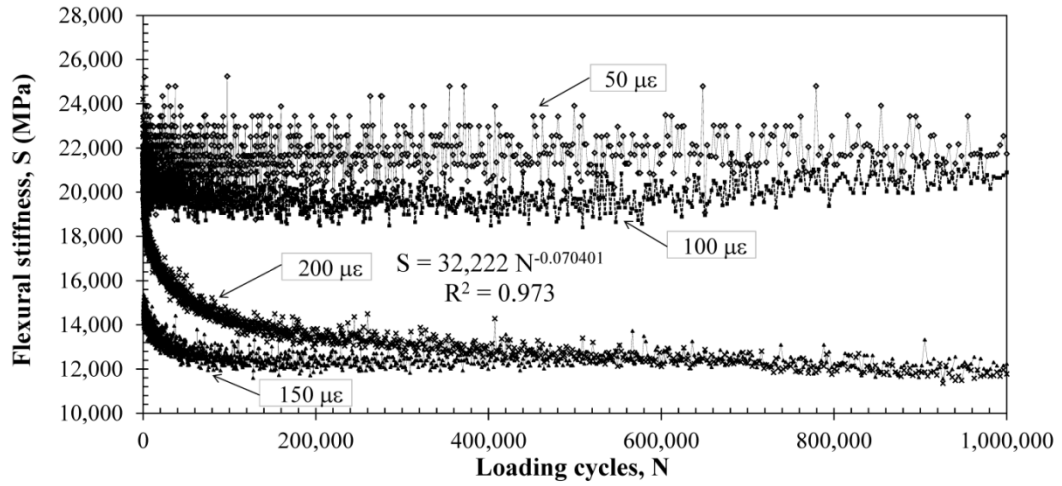 28,000
26,000
24,000
22,000
20,000
18,000
16,000
14,000
12,000
10,000
Flexural stiffness, S (MPa)
50 µε
100 µε
200 µε
S = 32,222 N^-0.070401
R² = 0.973
150 µε
0
200,000
400,000
600,000
800,000
1,000,000
Loading cycles, N